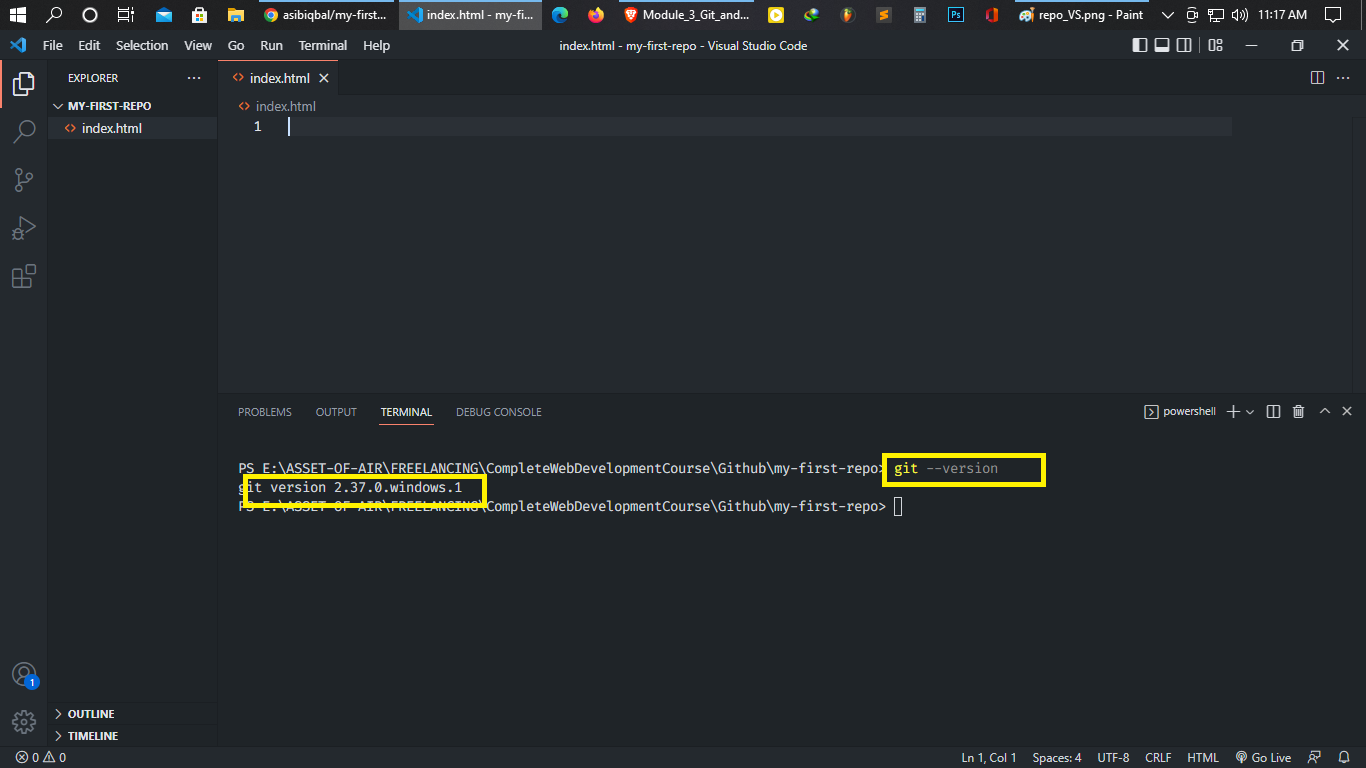 asibiqbal/my-first...
index.html - my-fi...
Module_3_Git_and...
Ps
repo_VS.png - Paint
11:17 AM
File Edit Selection View Go Run Terminal Help
index.html - my-first-repo - Visual Studio Code
EXPLORER
MY-FIRST-REPO
index.html
OUTLINE
TIMELINE
1
index.html
index.html
1
PROBLEMS OUTPUT TERMINAL DEBUG CONSOLE
powershell
PS E:\ASSET-OF-AIR\FREELANCING\CompleteWebDevelopmentCourse\Github\my-first-repo> git --version
git version 2.37.0.windows.1
PS E:\ASSET-OF-AIR\FREELANCING\CompleteWebDevelopmentCourse\Github\my-first-repo>
0 0
Ln 1, Col 1 Spaces: 4 UTF-8 CRLF HTML Go Live